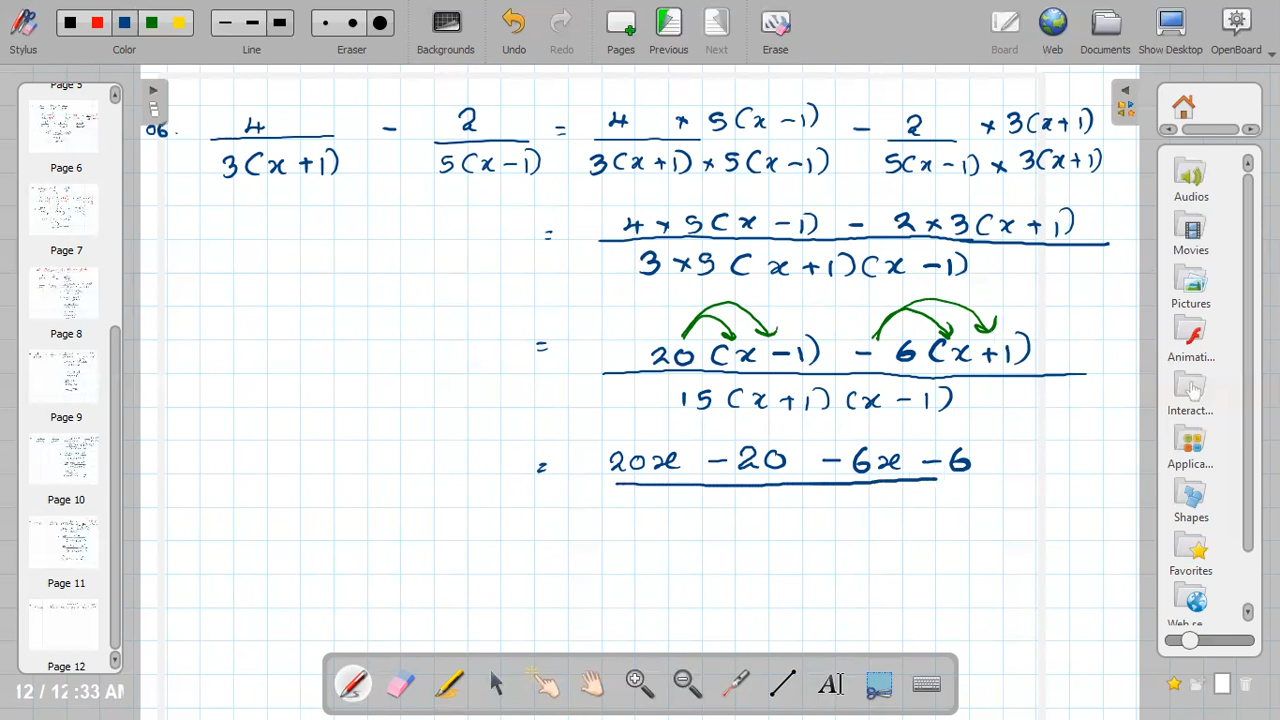 Stylus Color Line Eraser Backgrounds Undo Redo Pages Previous Next Erase Board Web Documents Show Desktop OpenBoard
Page 5
Page 6
Page 7
Page 8
Page 9
Page 10
Page 11
Page 12
12 / 12
:33 AM
06. 4/3(x+1) - 2/5(x-1) = 4 × 5(x-1)/3(x+1) × 5(x-1) - 2 × 3(x+1)/5(x-1) × 3(x+1)
= 4×5(x-1) - 2×3(x+1)/3×5(x+1)(x-1)
= 20(x-1) - 6(x+1)/15(x+1)(x-1)
= 20x - 20 - 6x - 6
Audios
Movies
Pictures
Animati...
Interact...
Applica...
Shapes
Favorites